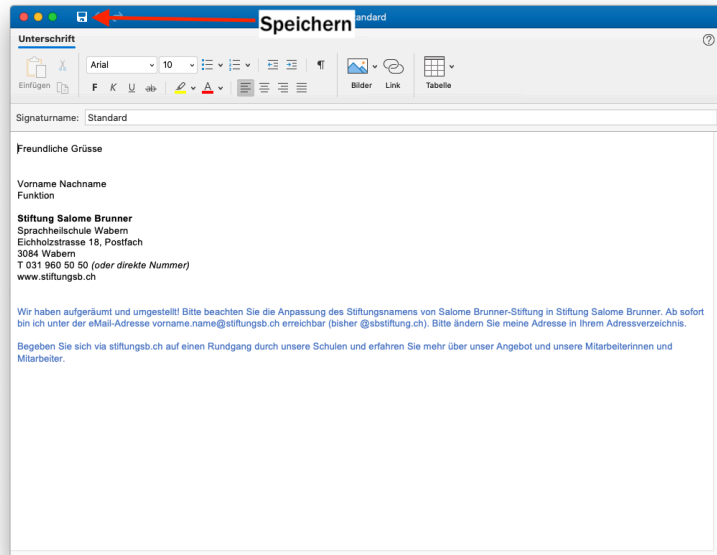 Speichern
tandard
Unterschrift
Arial 10
Einfügen F K U ab A Bilder Link Tabelle
Signaturname: Standard
Freundliche Grüsse
Vorname Nachname
Funktion
Stiftung Salome Brunner
Sprachheilschule Wabern
Eichholzstrasse 18, Postfach
3084 Wabern
T 031 960 50 50 (oder direkte Nummer)
www.stiftungsb.ch
Wir haben aufgeräumt und umgestellt! Bitte beachten Sie die Anpassung des Stiftungsnamens von Salome Brunner-Stiftung in Stiftung Salome Brunner. Ab sofort
bin ich unter der eMail-Adresse vorname.name@stiftungsb.ch erreichbar (bisher @sbstiftung.ch). Bitte ändern Sie meine Adresse in Ihrem Adressverzeichnis.
Begeben Sie sich via stiftungsb.ch auf einen Rundgang durch unsere Schulen und erfahren Sie mehr über unser Angebot und unsere Mitarbeiterinnen und
Mitarbeiter.